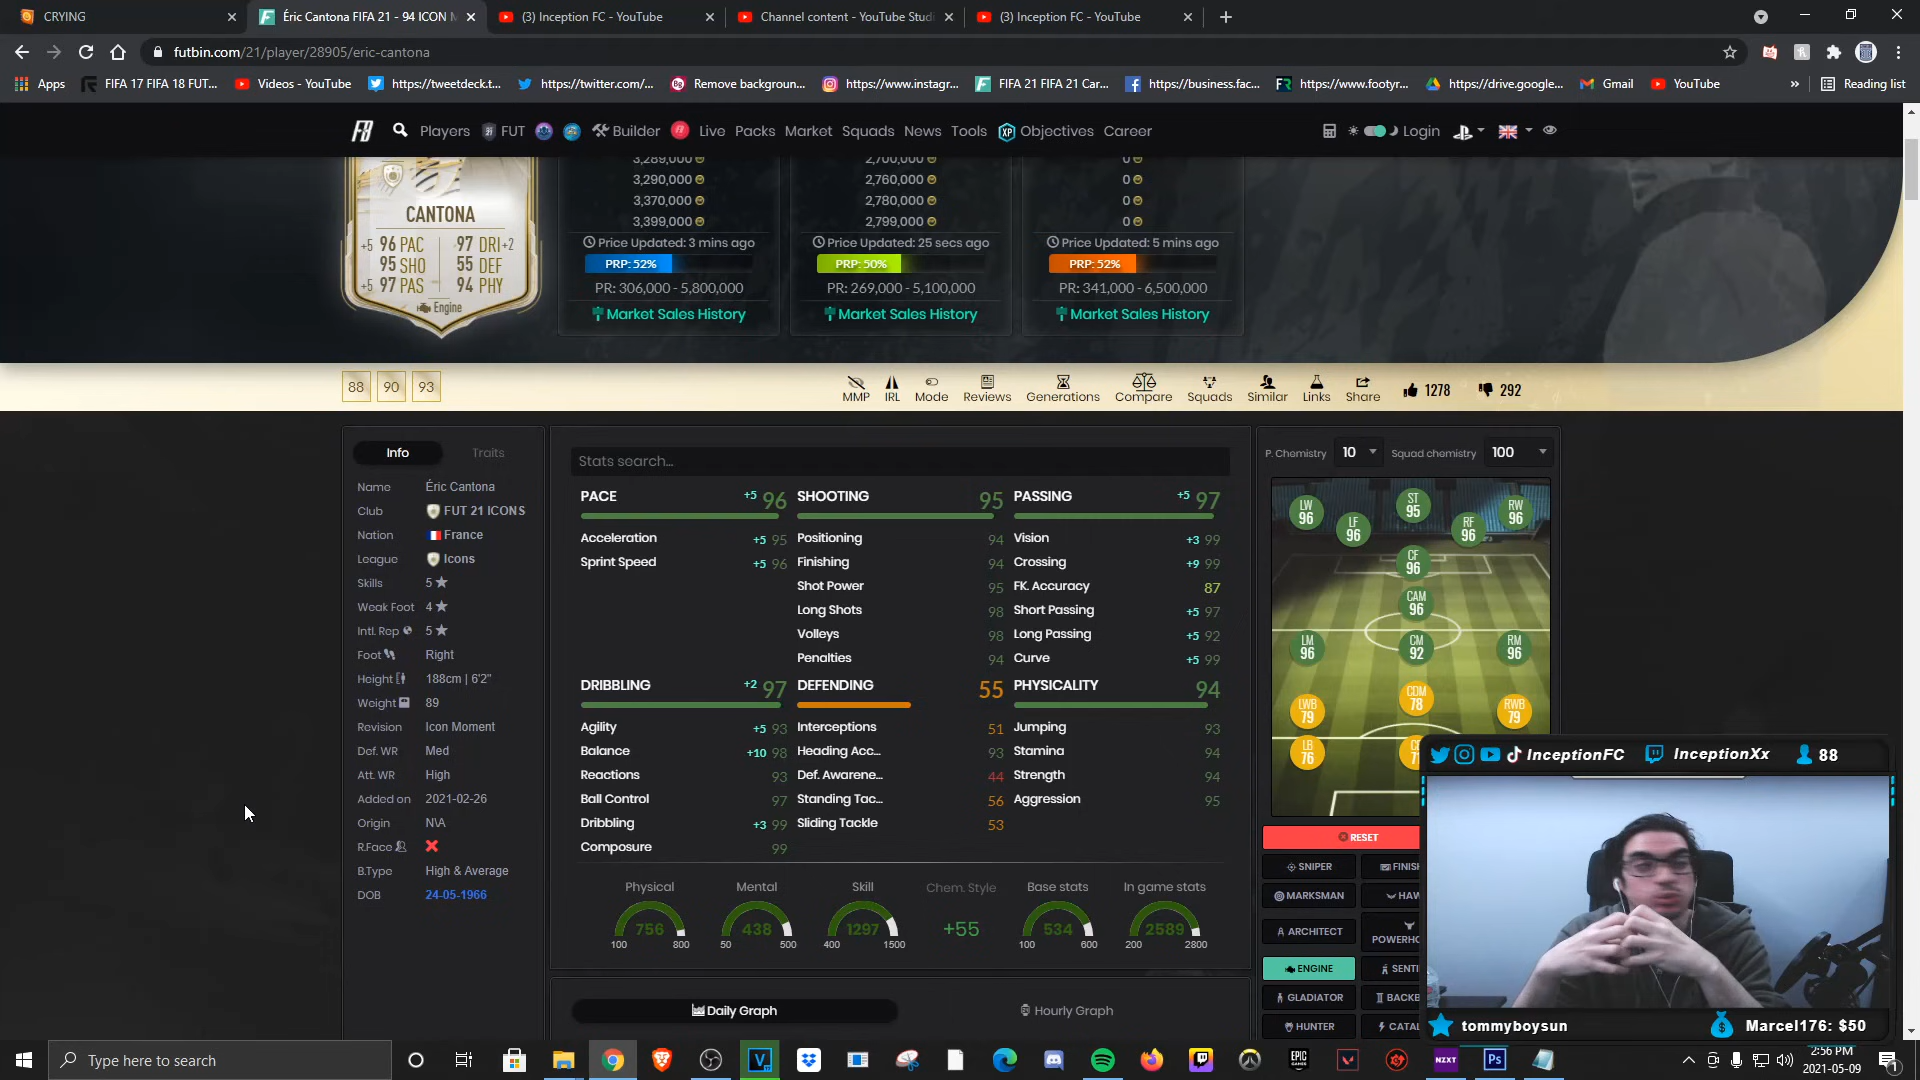 CRYING
Éric Cantona FIFA 21 - 94 ICON M
(3) Inception FC - YouTube
Channel content - YouTube Studi
(3) Inception FC - YouTube
futbin.com/21/player/28905/eric-cantona
Apps
FIFA 17 FIFA 18 FUT...
Videos - YouTube
https://tweetdeck.t...
https://twitter.com/...
Remove backgroun...
https://www.instagr...
FIFA 21 FIFA 21 Car...
https://business.fac...
https://www.footyr...
https://drive.google...
Gmail
YouTube
»
Reading list
Players FUT Builder Live Packs Market Squads News Tools Objectives Career
Login
3,289,000 2,700,000 0
3,290,000 2,760,000 0
3,370,000 2,780,000 0
3,399,000 2,799,000 0
CANTONA
+5 96 PAC 97 DRI +2
95 SHO 55 DEF
+5 97 PAS 94 PHY
Engine
Price Updated: 3 mins ago Price Updated: 25 secs ago Price Updated: 5 mins ago
PRP: 52% PRP: 50% PRP: 52%
PR: 306,000 - 5,800,000 PR: 269,000 - 5,100,000 PR: 341,000 - 6,500,000
Market Sales History Market Sales History Market Sales History
88 90 93
MMP IRL Mode Reviews Generations Compare Squads Similar Links Share 1278 292
Info Traits
Name Éric Cantona
Club FUT 21 ICONS
Nation France
League Icons
Skills 5
Weak Foot 4
Intl. Rep 5
Foot Right
Height 188cm | 6'2"
Weight 89
Revision Icon Moment
Def. WR Med
Att. WR High
Added on 2021-02-26
Origin N\A
R.Face
B.Type High & Average
DOB 24-05-1966
Stats search...
PACE +5 96 SHOOTING 95 PASSING +5 97
Acceleration +5 95 Positioning 94 Vision +3 99
Sprint Speed +5 96 Finishing 94 Crossing +9 99
Shot Power 95 FK. Accuracy 87
Long Shots 98 Short Passing +5 97
Volleys 98 Long Passing +5 92
Penalties 94 Curve +5 99
DRIBBLING +2 97 DEFENDING 55 PHYSICALITY 94
Agility +5 93 Interceptions 51 Jumping 93
Balance +10 98 Heading Acc... 93 Stamina 94
Reactions 93 Def. Awarene... 44 Strength 94
Ball Control 97 Standing Tac... 56 Aggression 95
Dribbling +3 99 Sliding Tackle 53
Composure 99
Physical Mental Skill Chem. Style Base stats In game stats
756 438 1297 +55 534 2589
100 800 50 500 400 1500 100 600 200 2800
Daily Graph Hourly Graph
P. Chemistry 10 Squad chemistry 100
LW 96 ST 95 RW 96
LF 96 RF 96
CF 96
CAM 96
LM 96 CM 92 RM 96
LWB 79 CDM 78 RWB 79
LB 76
RESET
SNIPER FINISH
MARKSMAN HAW
ARCHITECT POWERHO
ENGINE SENTI
GLADIATOR BACKB
HUNTER CATAL
InceptionFC InceptionXx 88
tommyboysun Marcel176: $50
Type here to search
2:56 PM
2021-05-09
1